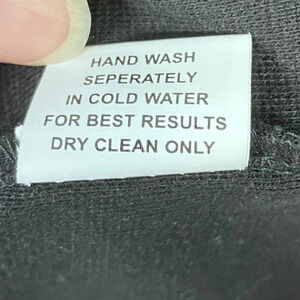 HAND WASH
SEPERATELY
IN COLD WATER
FOR BEST RESULTS
DRY CLEAN ONLY